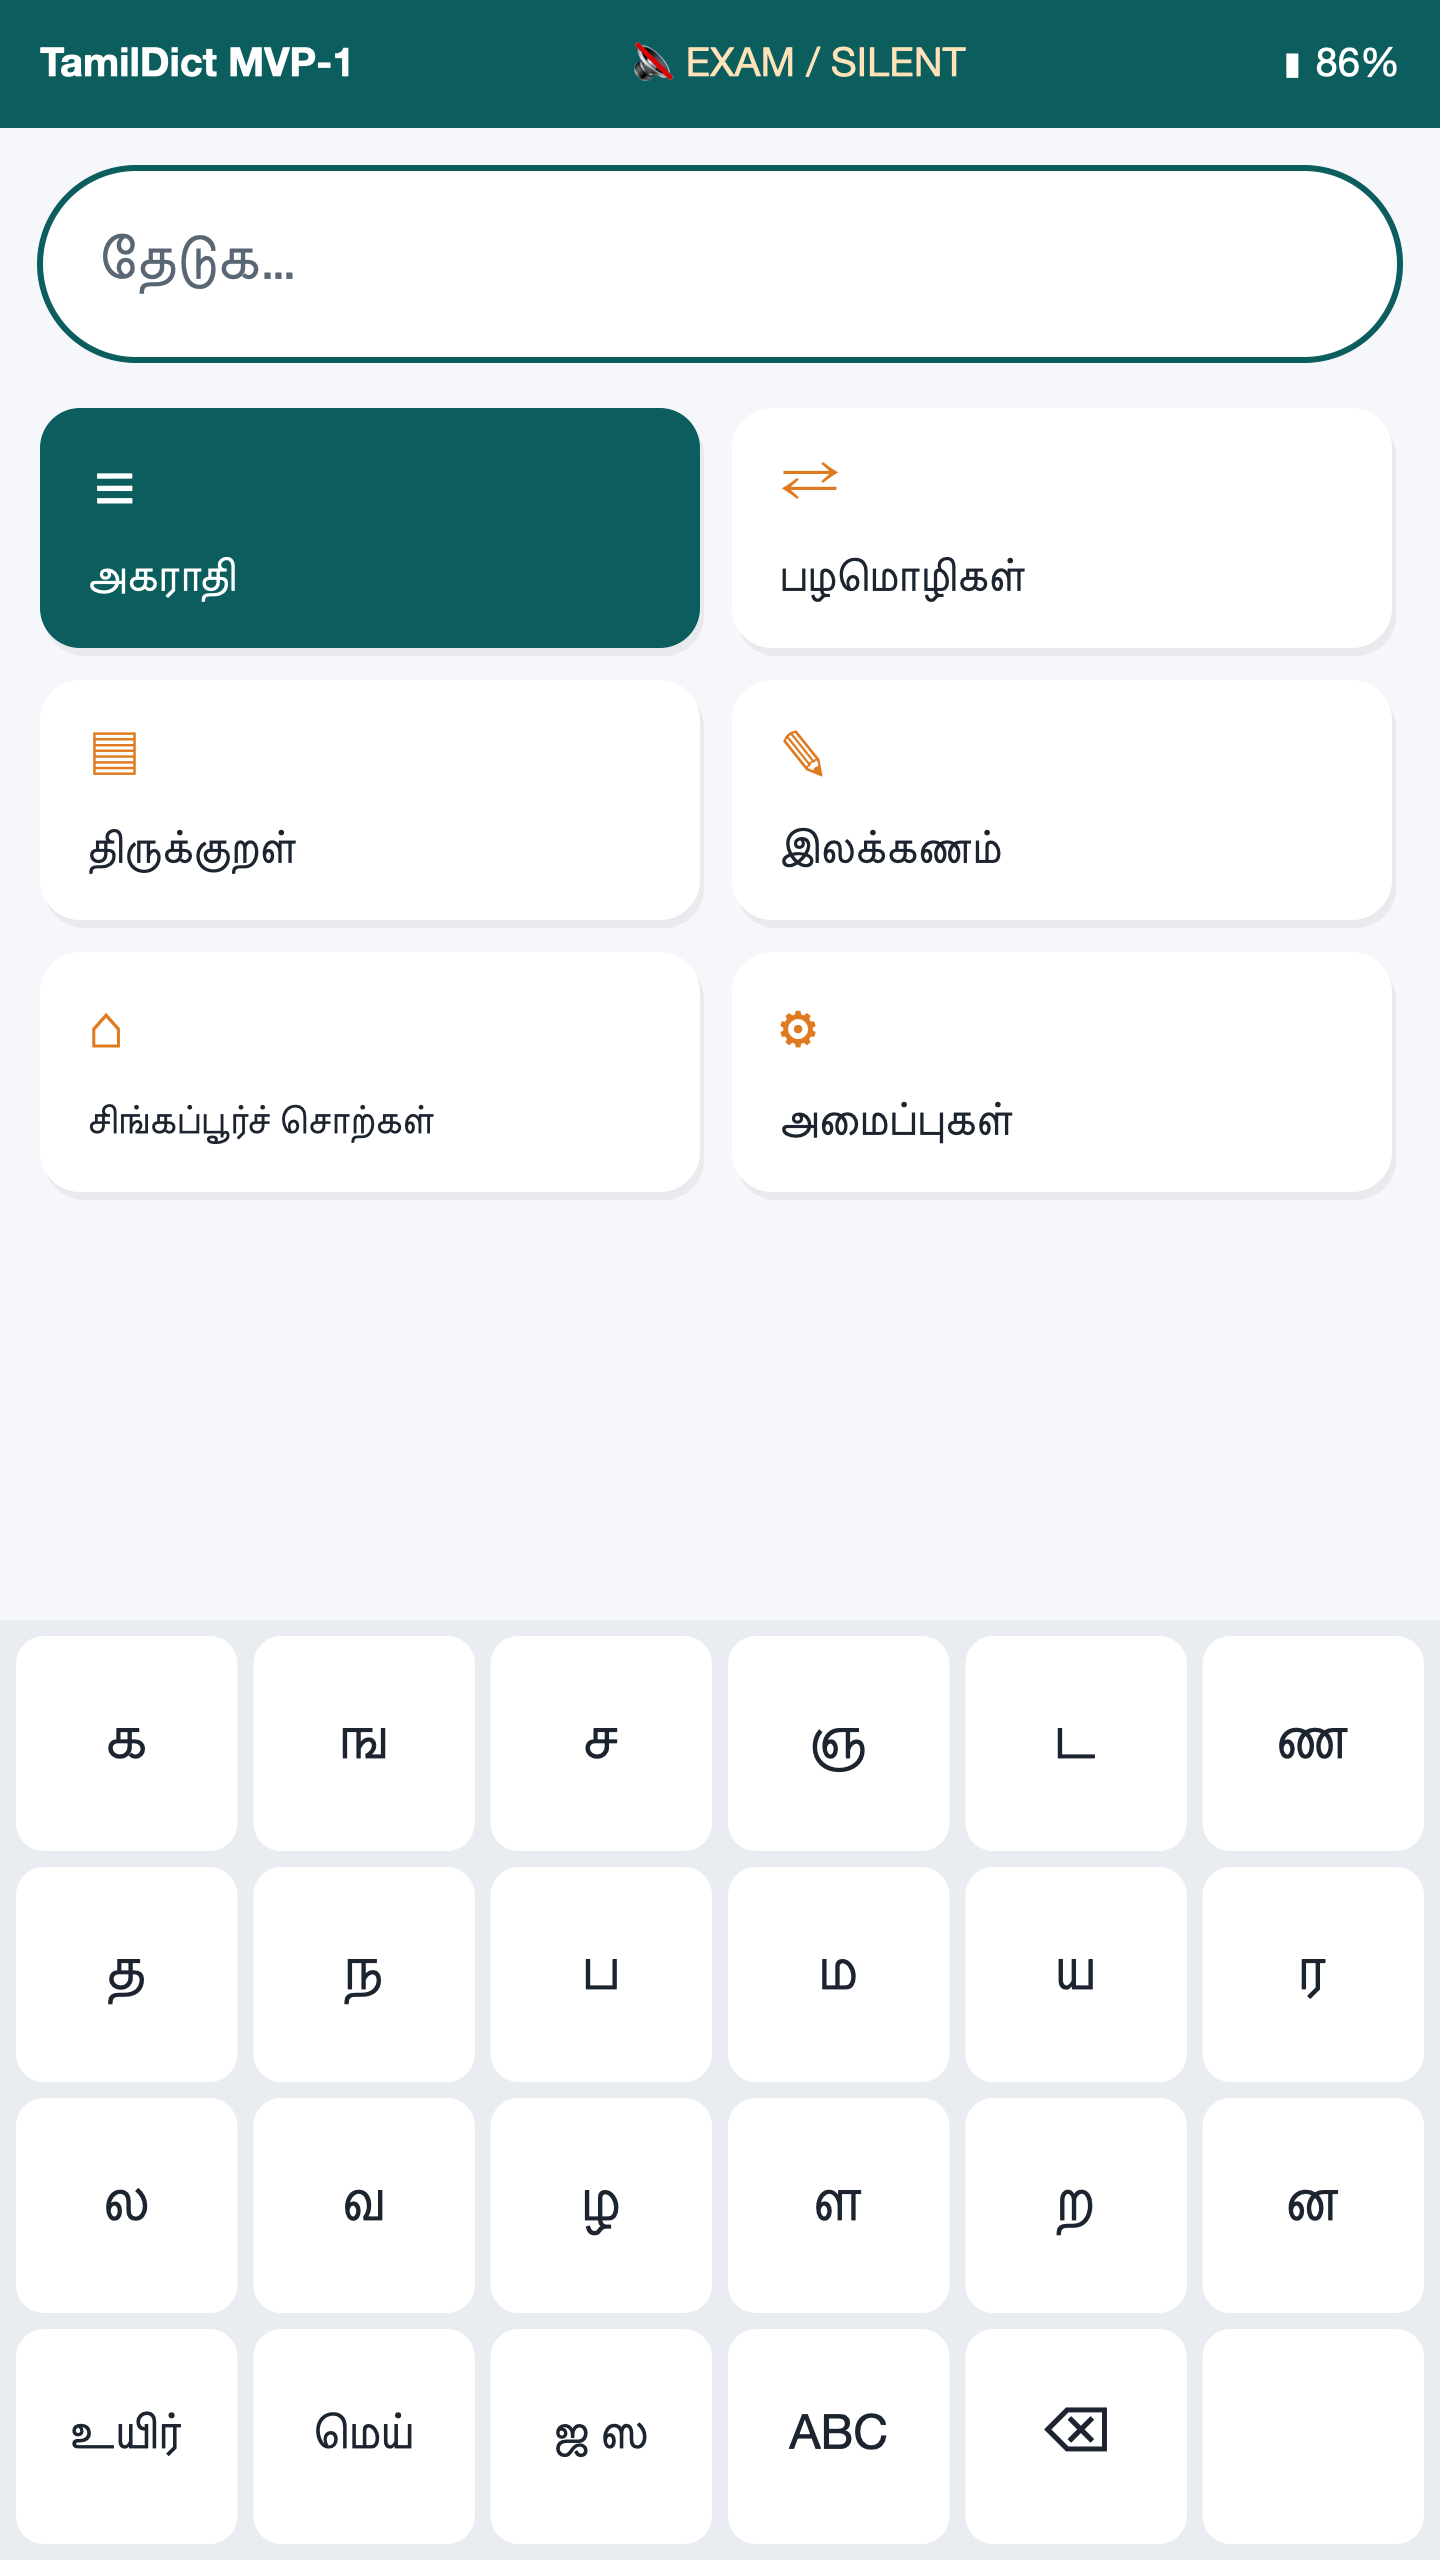 TamilDict MVP-1 🔇 EXAM / SILENT ▮ 86%
தேடுக...
≡ ⇄
அகராதி பழமொழிகள்
▤ ✎
திருக்குறள் இலக்கணம்
⌂ ⚙
சிங்கப்பூர்ச் சொற்கள் அமைப்புகள்
க ங ச ஞ ட ண
த ந ப ம ய ர
ல வ ழ ள ற ன
உயிர் மெய் ஜ ஸ ABC ⌫